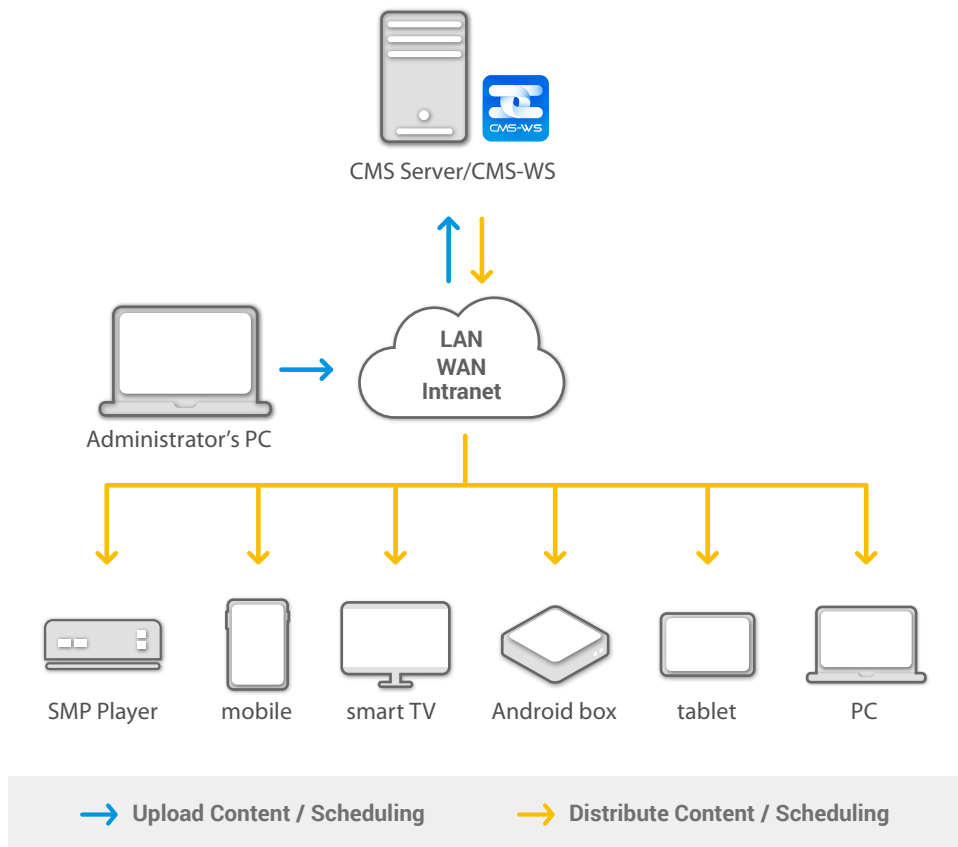 CMS-WS
CMS Server/CMS-WS
LAN
WAN
Intranet
Administrator’s PC
SMP Player
mobile
smart TV
Android box
tablet
PC
Upload Content / Scheduling
Distribute Content / Scheduling